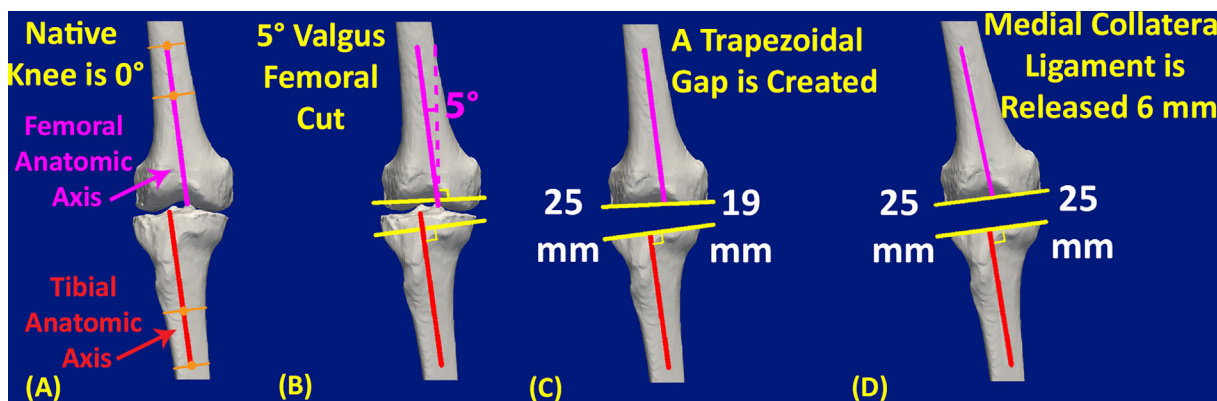 Native
Knee is 0°
Femoral
Anatomic
Axis
Tibial
Anatomic
Axis
(A)
5° Valgus
Femoral
Cut
5°
(B)
A Trapezoidal
Gap is Created
25
mm
19
mm
(C)
Medial Collatera
Ligament is
Released 6 mm
25
mm
25
mm
(D)